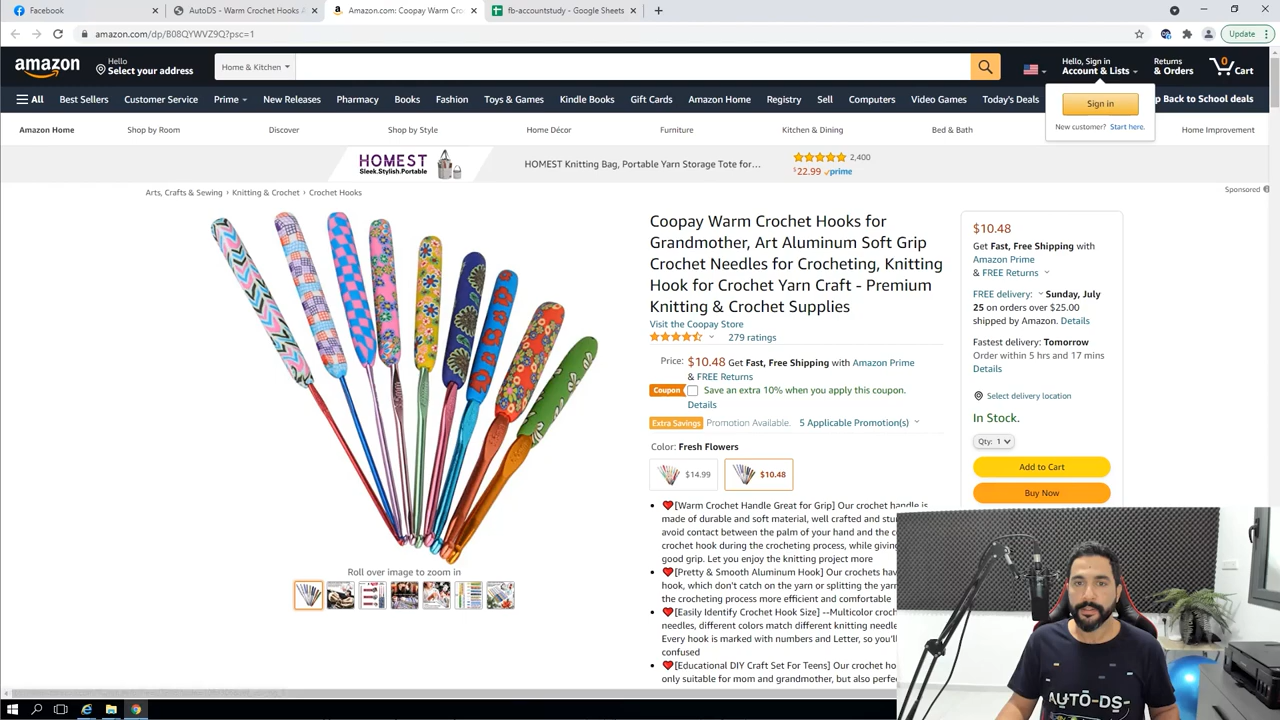 Facebook
AutoDS - Warm Crochet Hooks A
Amazon.com: Coopay Warm Cro
fb-accountstudy - Google Sheets
amazon.com/dp/B08QYWVZ9Q?psc=1
Update
amazon
Hello
Select your address
Home & Kitchen
Hello, Sign in
Account & Lists
Returns
& Orders
0
Cart
All
Best Sellers
Customer Service
Prime
New Releases
Pharmacy
Books
Fashion
Toys & Games
Kindle Books
Gift Cards
Amazon Home
Registry
Sell
Computers
Video Games
Today's Deals
p Back to School deals
Sign in
New customer? Start here.
Amazon Home
Shop by Room
Discover
Shop by Style
Home Décor
Furniture
Kitchen & Dining
Bed & Bath
Home Improvement
HOMEST
Sleek.Stylish.Portable
HOMEST Knitting Bag, Portable Yarn Storage Tote for…
2,400
$22.99 prime
Sponsored
Arts, Crafts & Sewing › Knitting & Crochet › Crochet Hooks
Coopay Warm Crochet Hooks for
Grandmother, Art Aluminum Soft Grip
Crochet Needles for Crocheting, Knitting
Hook for Crochet Yarn Craft - Premium
Knitting & Crochet Supplies
Visit the Coopay Store
279 ratings
Price: $10.48 Get Fast, Free Shipping with Amazon Prime
& FREE Returns
Coupon Save an extra 10% when you apply this coupon.
Details
Extra Savings Promotion Available. 5 Applicable Promotion(s)
Color: Fresh Flowers
$14.99
$10.48
[Warm Crochet Handle Great for Grip] Our crochet handle is
made of durable and soft material, well crafted and stu
avoid contact between the palm of your hand and the c
crochet hook during the crocheting process, while giving
good grip. Let you enjoy the knitting project more
[Pretty & Smooth Aluminum Hook] Our crochets hav
hook, which don't catch on the yarn or splitting the yarn
the crocheting process more efficient and comfortable
[Easily Identify Crochet Hook Size] --Multicolor croch
needles, different colors match different knitting needle
Every hook is marked with numbers and Letter, so you'll
confused
[Educational DIY Craft Set For Teens] Our crochet ho
only suitable for mom and grandmother, but also perfe
Roll over image to zoom in
$10.48
Get Fast, Free Shipping with
Amazon Prime
& FREE Returns
FREE delivery: Sunday, July
25 on orders over $25.00
shipped by Amazon. Details
Fastest delivery: Tomorrow
Order within 5 hrs and 17 mins
Details
Select delivery location
In Stock.
Qty: 1
Add to Cart
Buy Now
AUTO-DS-